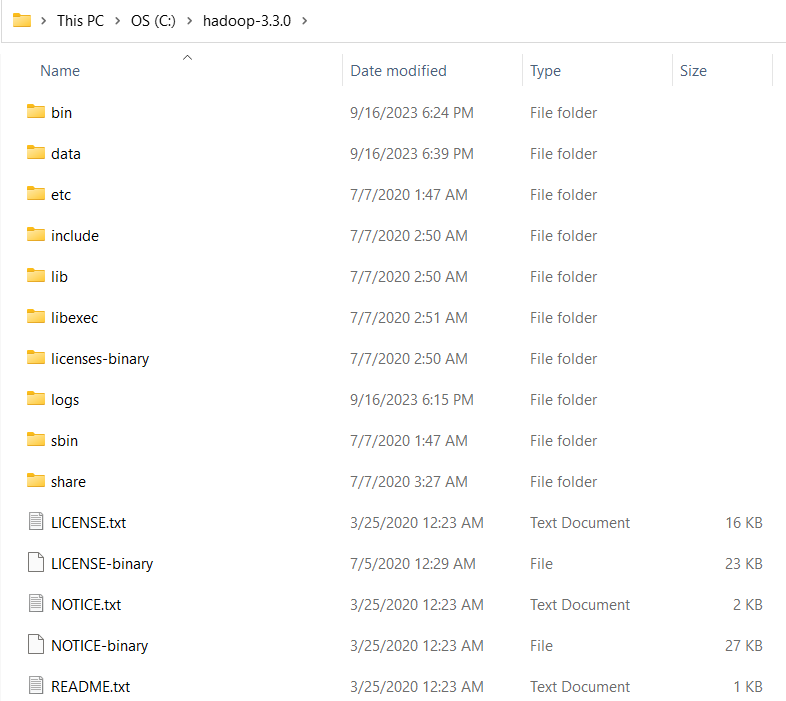 This PC > OS (C:) > hadoop-3.3.0 >
Name Date modified Type Size
bin 9/16/2023 6:24 PM File folder
data 9/16/2023 6:39 PM File folder
etc 7/7/2020 1:47 AM File folder
include 7/7/2020 2:50 AM File folder
lib 7/7/2020 2:50 AM File folder
libexec 7/7/2020 2:51 AM File folder
licenses-binary 7/7/2020 2:50 AM File folder
logs 9/16/2023 6:15 PM File folder
sbin 7/7/2020 1:47 AM File folder
share 7/7/2020 3:27 AM File folder
LICENSE.txt 3/25/2020 12:23 AM Text Document 16 KB
LICENSE-binary 7/5/2020 12:29 AM File 23 KB
NOTICE.txt 3/25/2020 12:23 AM Text Document 2 KB
NOTICE-binary 3/25/2020 12:23 AM File 27 KB
README.txt 3/25/2020 12:23 AM Text Document 1 KB